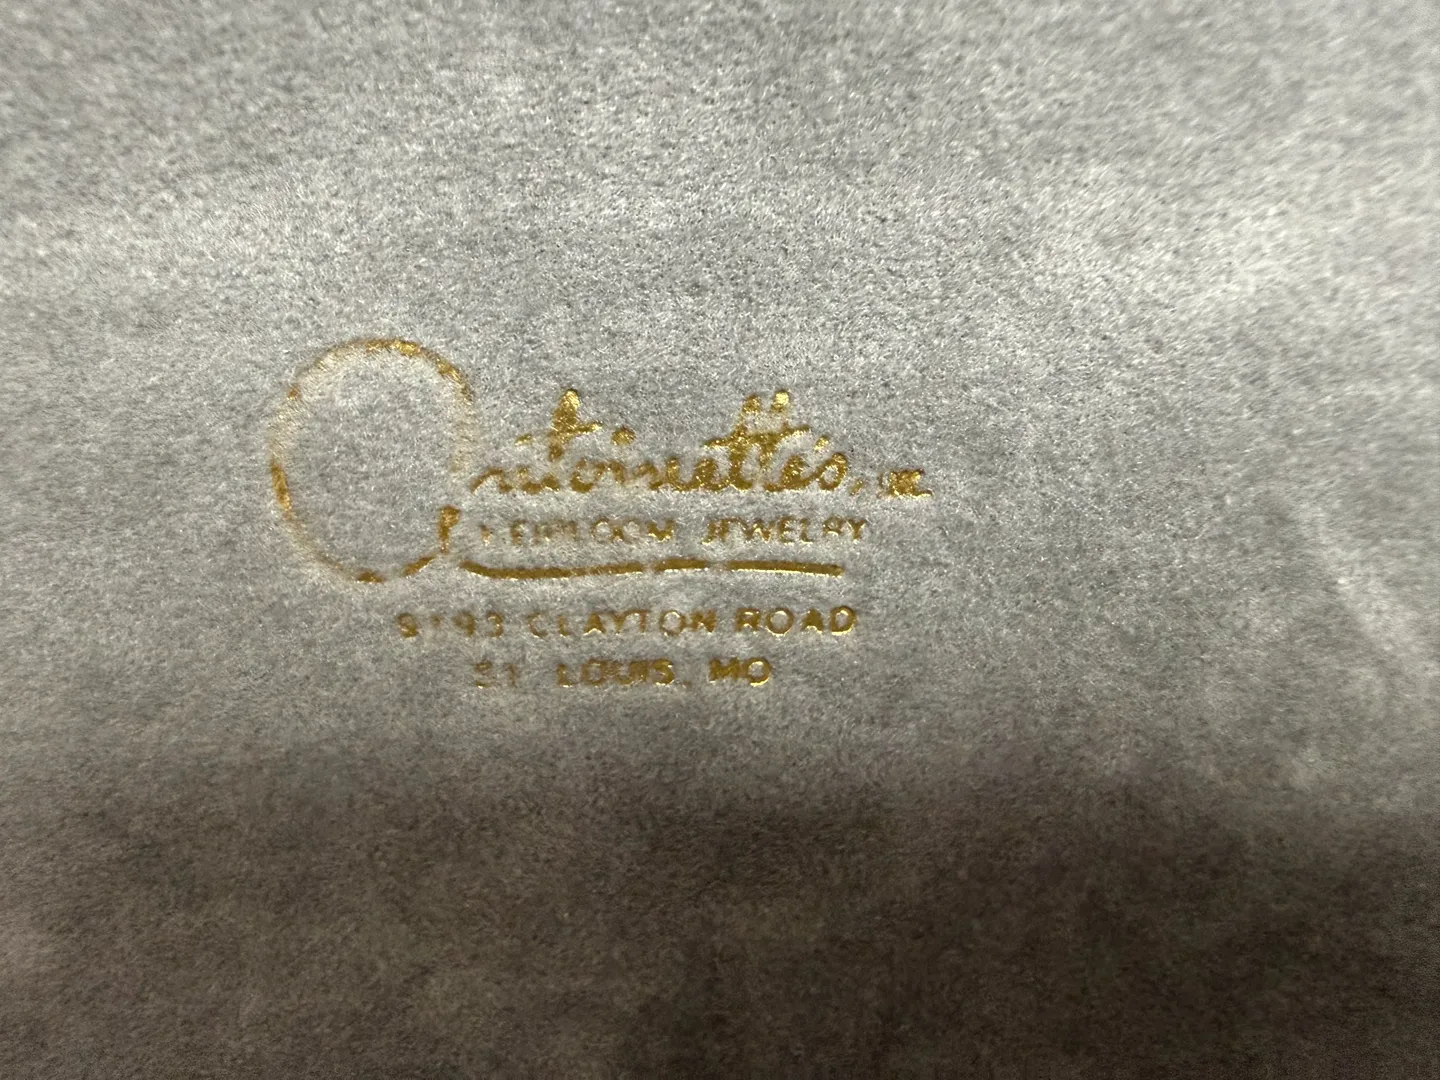 Antoinette's, inc
HEIRLOOM JEWELRY
9193 CLAYTON ROAD
ST. LOUIS, MO